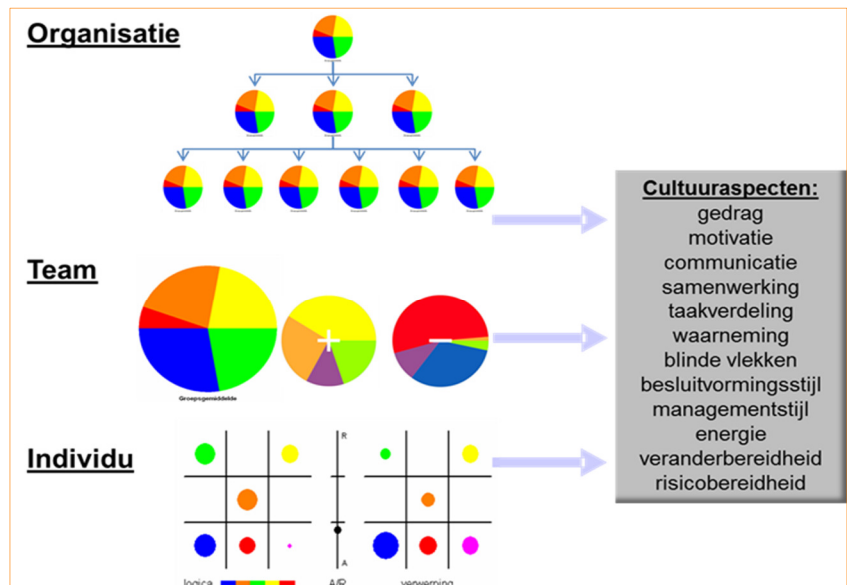 Organisatie
Team
Groepsgemiddelde
Individu
R
A
logica
A/R
verwerping
Cultuuraspecten:
gedrag
motivatie
communicatie
samenwerking
taakverdeling
waarneming
blinde vlekken
besluitvormingsstijl
managementstijl
energie
veranderbereidheid
risicobereidheid